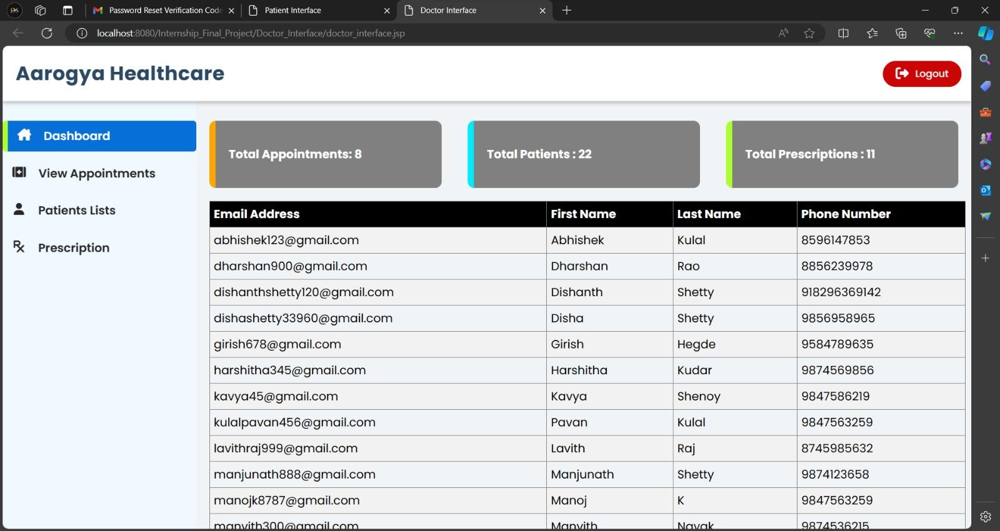 Password Reset Verification Code
Patient Interface
Doctor Interface
localhost:8080/Internship_Final_Project/Doctor_Interface/doctor_interface.jsp
Aarogya Healthcare
Logout
Dashboard
View Appointments
Patients Lists
Prescription
Total Appointments: 8
Total Patients : 22
Total Prescriptions : 11
Email Address First Name Last Name Phone Number
abhishek123@gmail.com Abhishek Kulal 8596147853
dharshan900@gmail.com Dharshan Rao 8856239978
dishanthshetty120@gmail.com Dishanth Shetty 918296369142
dishashetty33960@gmail.com Disha Shetty 9856958965
girish678@gmail.com Girish Hegde 9584789635
harshitha345@gmail.com Harshitha Kudar 9874569856
kavya45@gmail.com Kavya Shenoy 9847586219
kulalpavan456@gmail.com Pavan Kulal 9847563259
lavithraj999@gmail.com Lavith Raj 8745985632
manjunath888@gmail.com Manjunath Shetty 9874123658
manojk8787@gmail.com Manoj K 9847563259
manvith300@gmail.com Manvith Nayak 9874536215